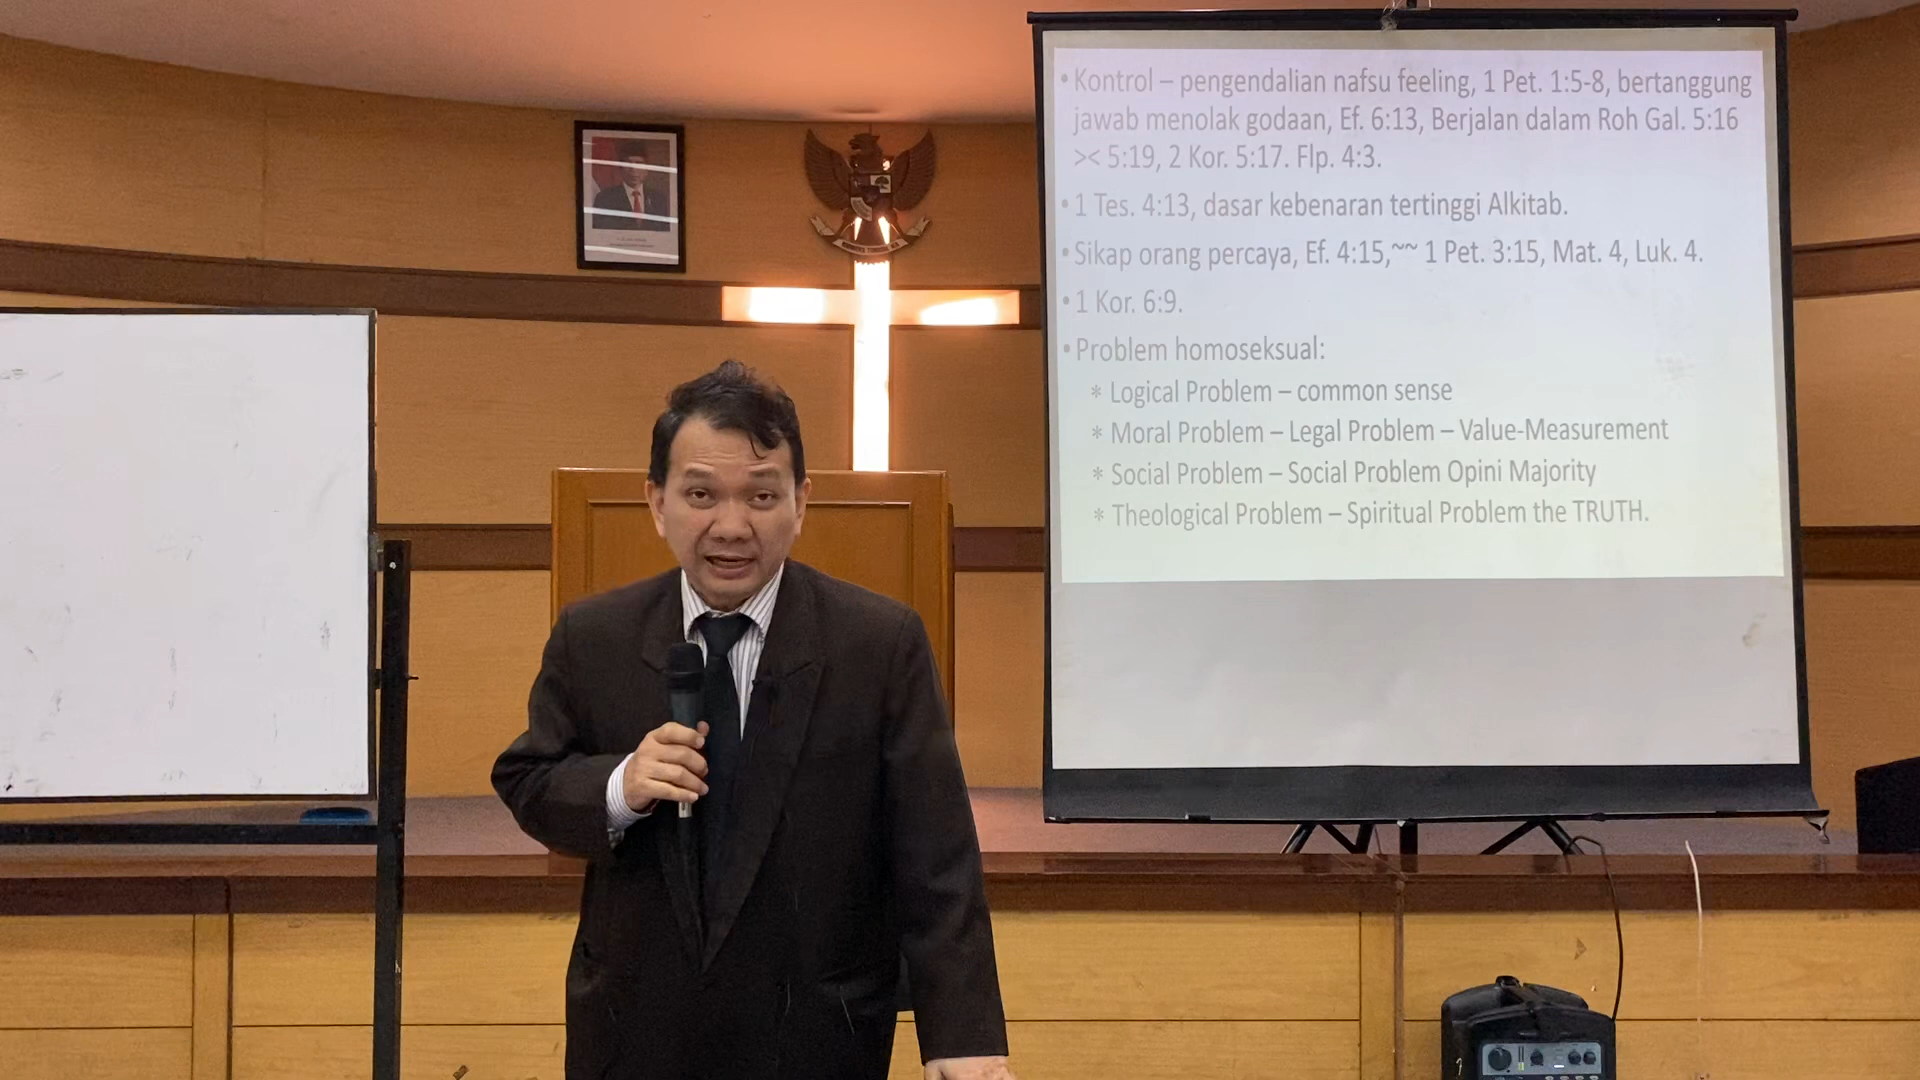 • Kontrol – pengendalian nafsu feeling, 1 Pet. 1:5-8, bertanggung
jawab menolak godaan, Ef. 6:13, Berjalan dalam Roh Gal. 5:16
>< 5:19, 2 Kor. 5:17. Flp. 4:3.
• 1 Tes. 4:13, dasar kebenaran tertinggi Alkitab.
• Sikap orang percaya, Ef. 4:15,~~ 1 Pet. 3:15, Mat. 4, Luk. 4.
• 1 Kor. 6:9.
• Problem homoseksual:
* Logical Problem – common sense
* Moral Problem – Legal Problem – Value-Measurement
* Social Problem – Social Problem Opini Majority
* Theological Problem – Spiritual Problem the TRUTH.